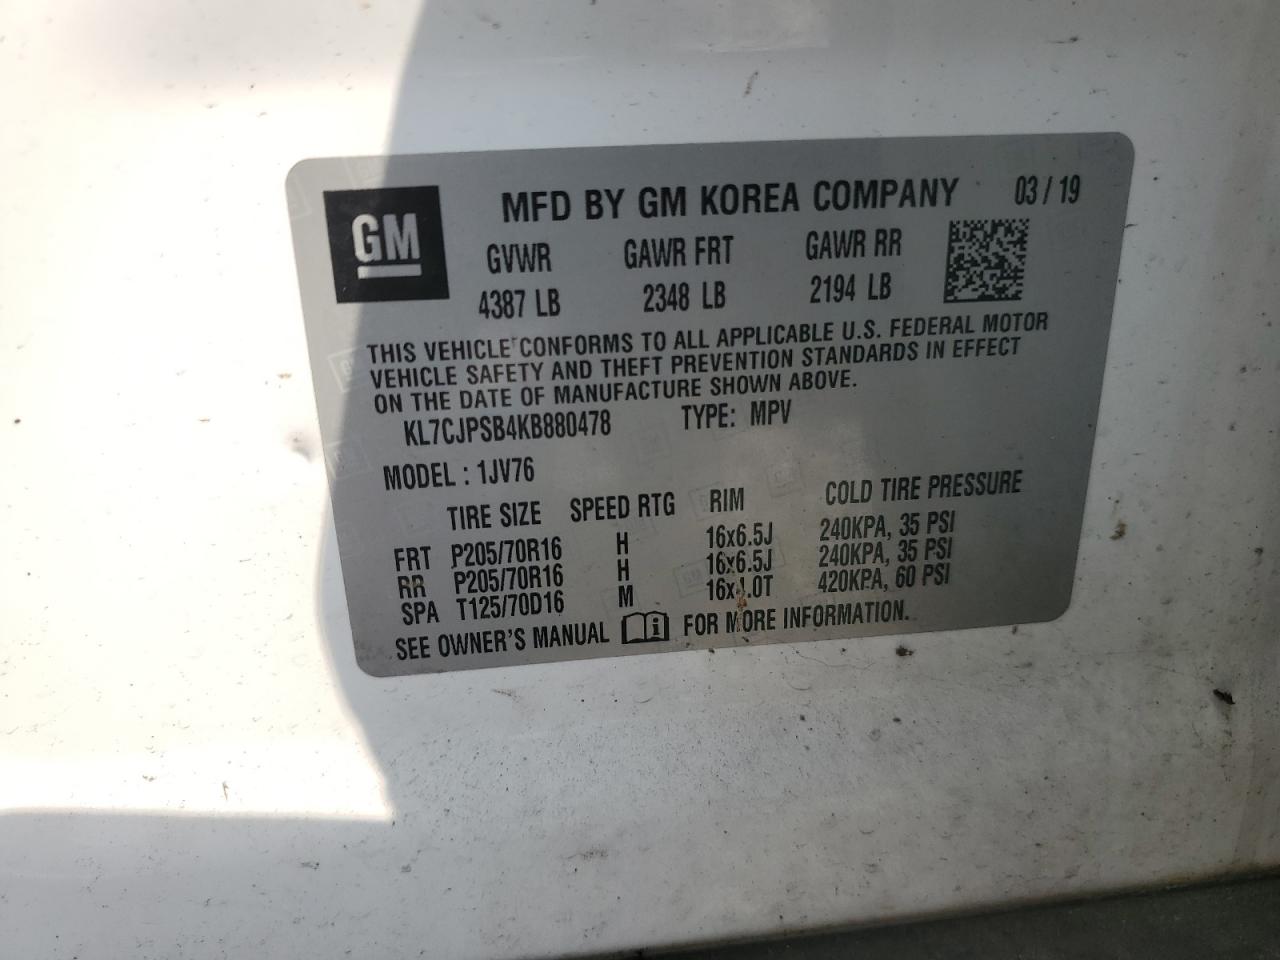 GM
MFD BY GM KOREA COMPANY 03/19
GVWR GAWR FRT GAWR RR
4387 LB 2348 LB 2194 LB
THIS VEHICLE CONFORMS TO ALL APPLICABLE U.S. FEDERAL MOTOR
VEHICLE SAFETY AND THEFT PREVENTION STANDARDS IN EFFECT
ON THE DATE OF MANUFACTURE SHOWN ABOVE.
KL7CJPSB4KB880478 TYPE: MPV
MODEL : 1JV76
TIRE SIZE SPEED RTG RIM COLD TIRE PRESSURE
FRT P205/70R16 H 16x6.5J 240KPA, 35 PSI
RR P205/70R16 H 16x6.5J 240KPA, 35 PSI
SPA T125/70D16 M 420KPA, 60 PSI
SEE OWNER'S MANUAL i FOR MORE INFORMATION.